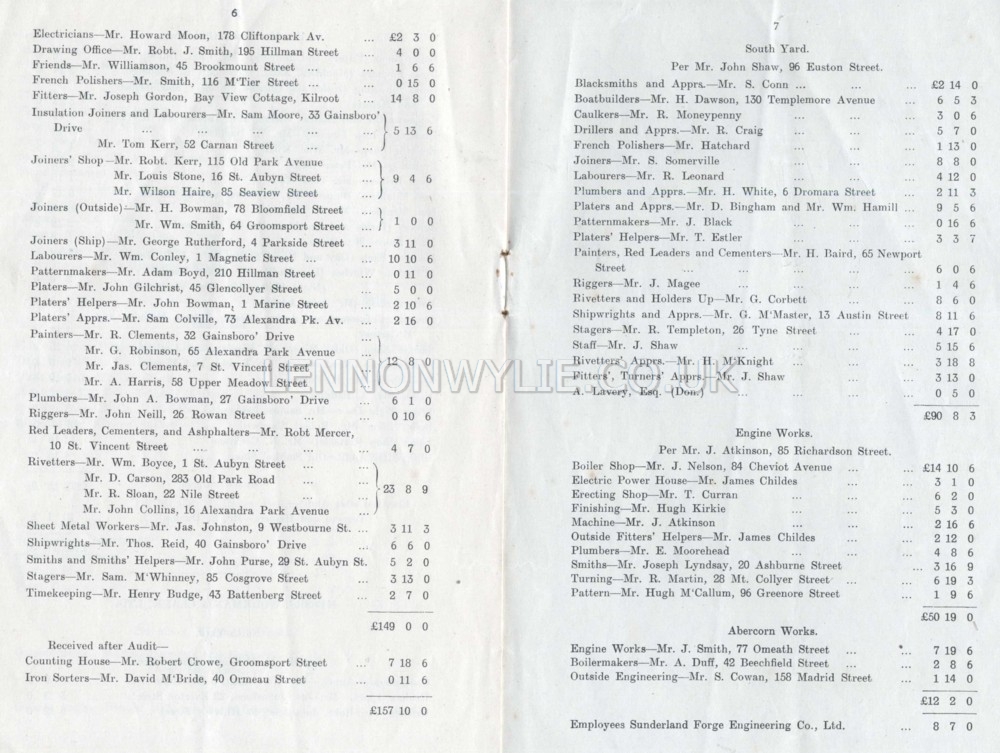 6
Electricians—Mr. Howard Moon, 178 Cliftonpark Av. ... £2 3 0
Drawing Office—Mr. Robt. J. Smith, 195 Hillman Street ... 4 0 0
Friends—Mr. Williamson, 45 Brookmount Street ... ... 1 6 6
French Polishers—Mr. Smith, 116 M'Tier Street ... ... 0 15 0
Fitters—Mr. Joseph Gordon, Bay View Cottage, Kilroot ... 14 8 0
Insulation Joiners and Labourers—Mr. Sam Moore, 33 Gainsboro'
Drive ... ... ... ... ... 5 13 6
Mr. Tom Kerr, 52 Carnan Street ... ...
Joiners' Shop—Mr. Robt. Kerr, 115 Old Park Avenue ...
Mr. Louis Stone, 16 St. Aubyn Street ... 9 4 6
Mr. Wilson Haire, 85 Seaview Street ...
Joiners (Outside)—Mr. H. Bowman, 78 Bloomfield Street ... 1 0 0
Mr. Wm. Smith, 64 Groomsport Street ...
Joiners (Ship)—Mr. George Rutherford, 4 Parkside Street ... 3 11 0
Labourers—Mr. Wm. Conley, 1 Magnetic Street ... ... 10 10 6
Patternmakers—Mr. Adam Boyd, 210 Hillman Street ... 0 11 0
Platers—Mr. John Gilchrist, 45 Glencollyer Street ... 5 0 0
Platers' Helpers—Mr. John Bowman, 1 Marine Street ... 2 10 6
Platers' Apprs.—Mr. Sam Colville, 73 Alexandra Pk. Av. ... 2 16 0
Painters—Mr. R. Clements, 32 Gainsboro' Drive ...
Mr. G. Robinson, 65 Alexandra Park Avenue ... 12 8 0
Mr. Jas. Clements, 7 St. Vincent Street ...
Mr. A. Harris, 58 Upper Meadow Street ...
Plumbers—Mr. John A. Bowman, 27 Gainsboro' Drive ... 6 1 0
Riggers—Mr. John Neill, 26 Rowan Street ... ... 0 10 6
Red Leaders, Cementers, and Ashphalters—Mr. Robt Mercer,
10 St. Vincent Street .... ... ... ... 4 7 0
Rivetters—Mr. Wm. Boyce, 1 St. Aubyn Street ... ...
Mr. D. Carson, 283 Old Park Road ... ... 23 8 9
Mr. R. Sloan, 22 Nile Street ... ...
Mr. John Collins, 16 Alexandra Park Avenue ...
Sheet Metal Workers—Mr. Jas. Johnston, 9 Westbourne St. ... 3 11 3
Shipwrights—Mr. Thos. Reid, 40 Gainsboro' Drive ... 6 6 0
Smiths and Smiths' Helpers—Mr. John Purse, 29 St. Aubyn St. 5 2 0
Stagers—Mr. Sam. M'Whinney, 85 Cosgrove Street ... 3 13 0
Timekeeping—Mr. Henry Budge, 43 Battenberg Street ... 2 7 0
£149 0 0
Received after Audit—
Counting House—Mr. Robert Crowe, Groomsport Street ... 7 18 6
Iron Sorters—Mr. David M'Bride, 40 Ormeau Street ... 0 11 6
£157 10 0
7
South Yard.
Per Mr. John Shaw, 96 Euston Street.
Blacksmiths and Apprs.—Mr. S. Conn ... ... ... £2 14 0
Boatbuilders—Mr. H. Dawson, 130 Templemore Avenue ... 6 5 3
Caulkers—Mr. R. Moneypenny ... ... ... 3 0 6
Drillers and Apprs.—Mr. R. Craig ... ... ... 5 7 0
French Polishers—Mr. Hatchard ... ... ... 1 13 0
Joiners—Mr. S. Somerville ... ... ... 8 8 0
Labourers—Mr. R. Leonard ... ... ... 4 12 0
Plumbers and Apprs.—Mr. H. White, 6 Dromara Street ... 2 11 3
Platers and Apprs.—Mr. D. Bingham and Mr. Wm. Hamill ... 9 5 6
Patternmakers—Mr. J. Black ... ... ... 0 16 6
Platers' Helpers—Mr. T. Estler ... ... ... 3 3 7
Painters, Red Leaders and Cementers—Mr. H. Baird, 65 Newport
Street ... ... ... ... ... 6 0 6
Riggers—Mr. J. Magee ... ... ... ... 1 4 6
Rivetters and Holders Up—Mr. G. Corbett ... ... 8 6 0
Shipwrights and Apprs.—Mr. G. M'Master, 13 Austin Street 8 11 6
Stagers—Mr. R. Templeton, 26 Tyne Street ... ... 4 17 0
Staff—Mr. J. Shaw ... ... ... ... 5 15 6
Rivetters' Apprs.—Mr. H. M'Knight ... ... 3 18 8
Fitters', Turners' Apprs.—Mr. J. Shaw ... ... 3 13 0
A. Lavery, Esq. (Don.) ... ... ... ... 0 5 0
£90 8 3
Engine Works.
Per Mr. J. Atkinson, 85 Richardson Street.
Boiler Shop—Mr. J. Nelson, 84 Cheviot Avenue ... ... £14 10 6
Electric Power House—Mr. James Childes ... ... 3 1 0
Erecting Shop—Mr. T. Curran ... ... ... 6 2 0
Finishing—Mr. Hugh Kirkie ... ... ... 5 3 0
Machine—Mr. J. Atkinson ... ... ... 2 16 6
Outside Fitters' Helpers—Mr. James Childes ... ... 2 12 0
Plumbers—Mr. E. Moorehead ... ... ... 4 8 6
Smiths—Mr. Joseph Lyndsay, 20 Ashburne Street ... 3 16 9
Turning—Mr. R. Martin, 28 Mt. Collyer Street ... ... 6 19 3
Pattern—Mr. Hugh M'Callum, 96 Greenore Street ... 1 9 6
£50 19 0
Abercorn Works.
Engine Works—Mr. J. Smith, 77 Omeath Street ... ... 7 19 6
Boilermakers—Mr. A. Duff, 42 Beechfield Street ... ... 2 8 6
Outside Engineering—Mr. S. Cowan, 158 Madrid Street ... 1 14 0
£12 2 0
Employees Sunderland Forge Engineering Co., Ltd. ... 8 7 0
LENNONWYLIE.CO.UK